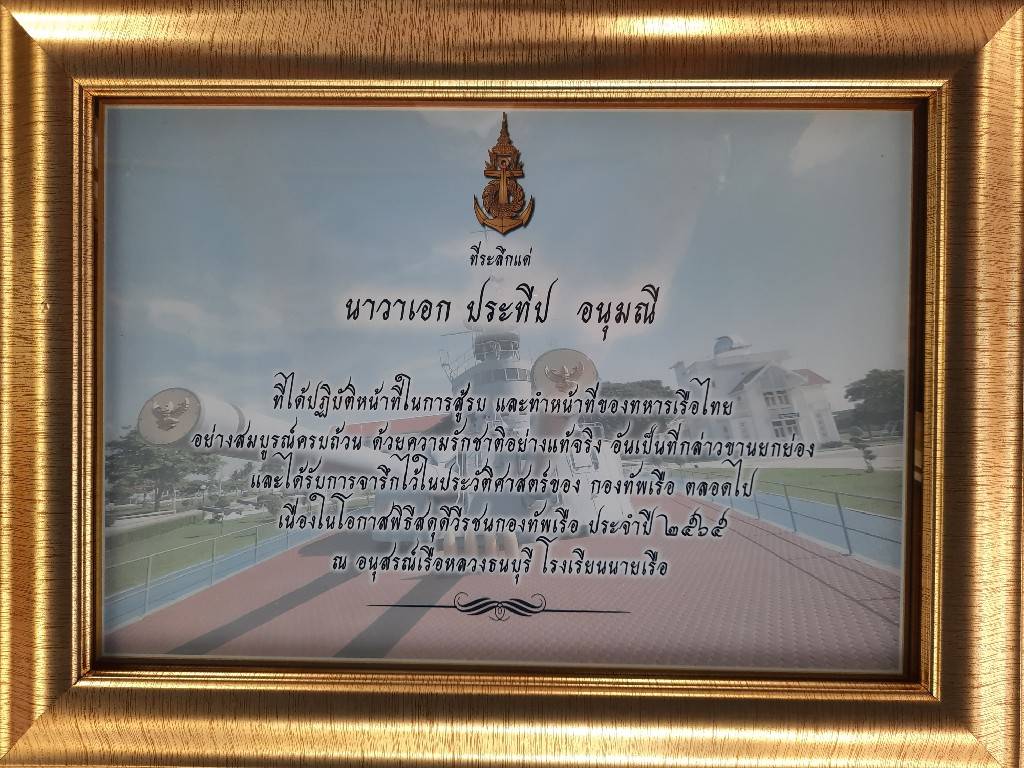 ที่ระลึกแด่
นาวาเอก ประทีป อนุมณี
ที่ได้ปฏิบัติหน้าที่ในการสู้รบ และทำหน้าที่ของทหารเรือไทย
อย่างสมบูรณ์ครบถ้วน ด้วยความรักชาติอย่างแท้จริง อันเป็นที่กล่าวขานยกย่อง
และได้รับการจารึกไว้ในประวัติศาสตร์ของ กองทัพเรือ ตลอดไป
เนื่องในโอกาสพิธีสดุดีวีรชนกองทัพเรือ ประจำปี ๒๕๖๕
ณ อนุสรณ์เรือหลวงธนบุรี โรงเรียนนายเรือ